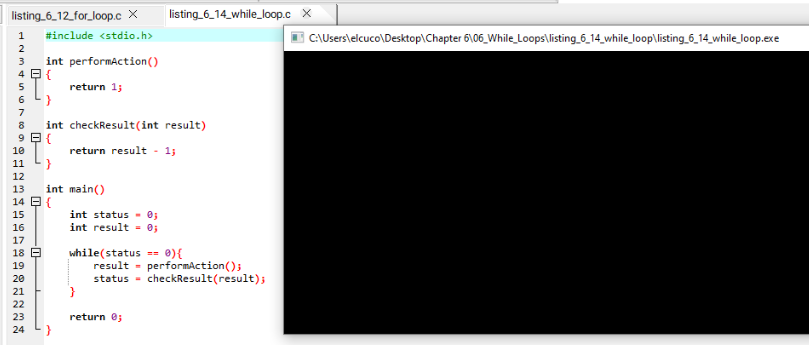 listing_6_12_for_loop.c
listing_6_14_while_loop.c
C:\Users\elcuco\Desktop\Chapter 6\06_While_Loops\listing_6_14_while_loop\listing_6_14_while_loop.exe
1 #include <stdio.h>
2
3 int performAction()
4 {
5     return 1;
6 }
7
8 int checkResult(int result)
9 {
10     return result - 1;
11 }
12
13 int main()
14 {
15     int status = 0;
16     int result = 0;
17
18     while(status == 0){
19         result = performAction();
20         status = checkResult(result);
21     }
22
23     return 0;
24 }